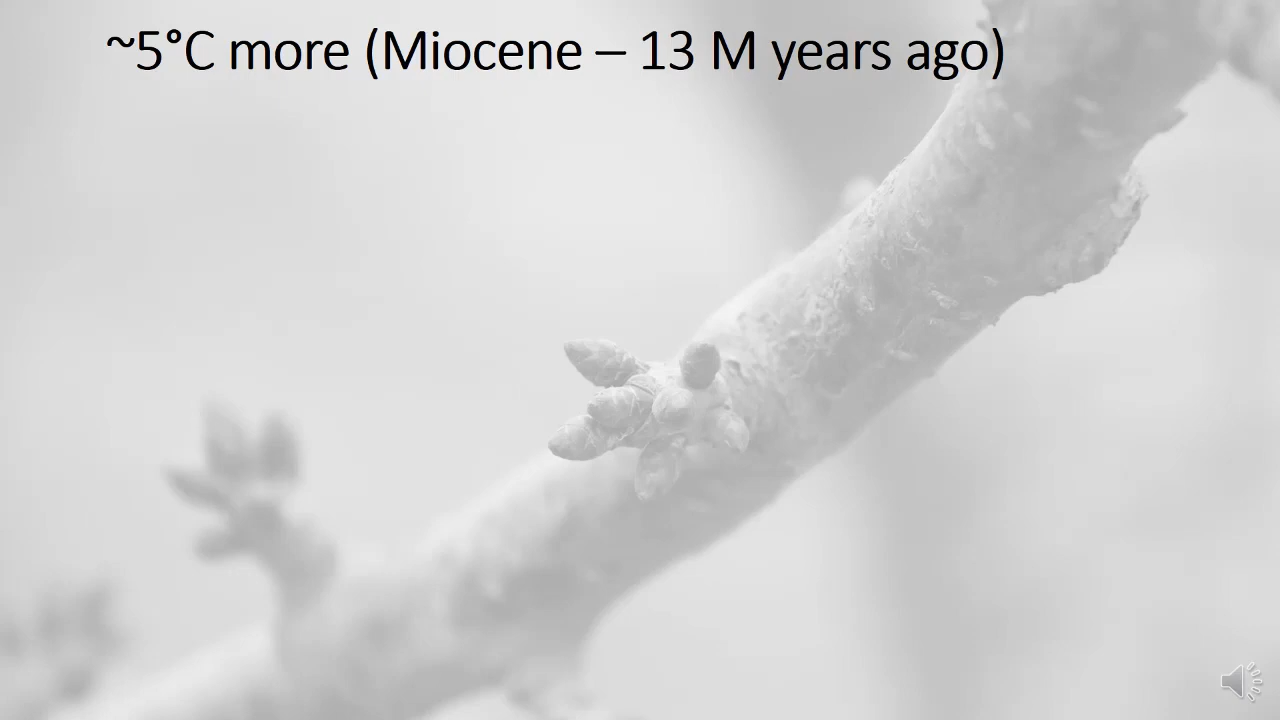 ~5°C more (Miocene – 13 M years ago)